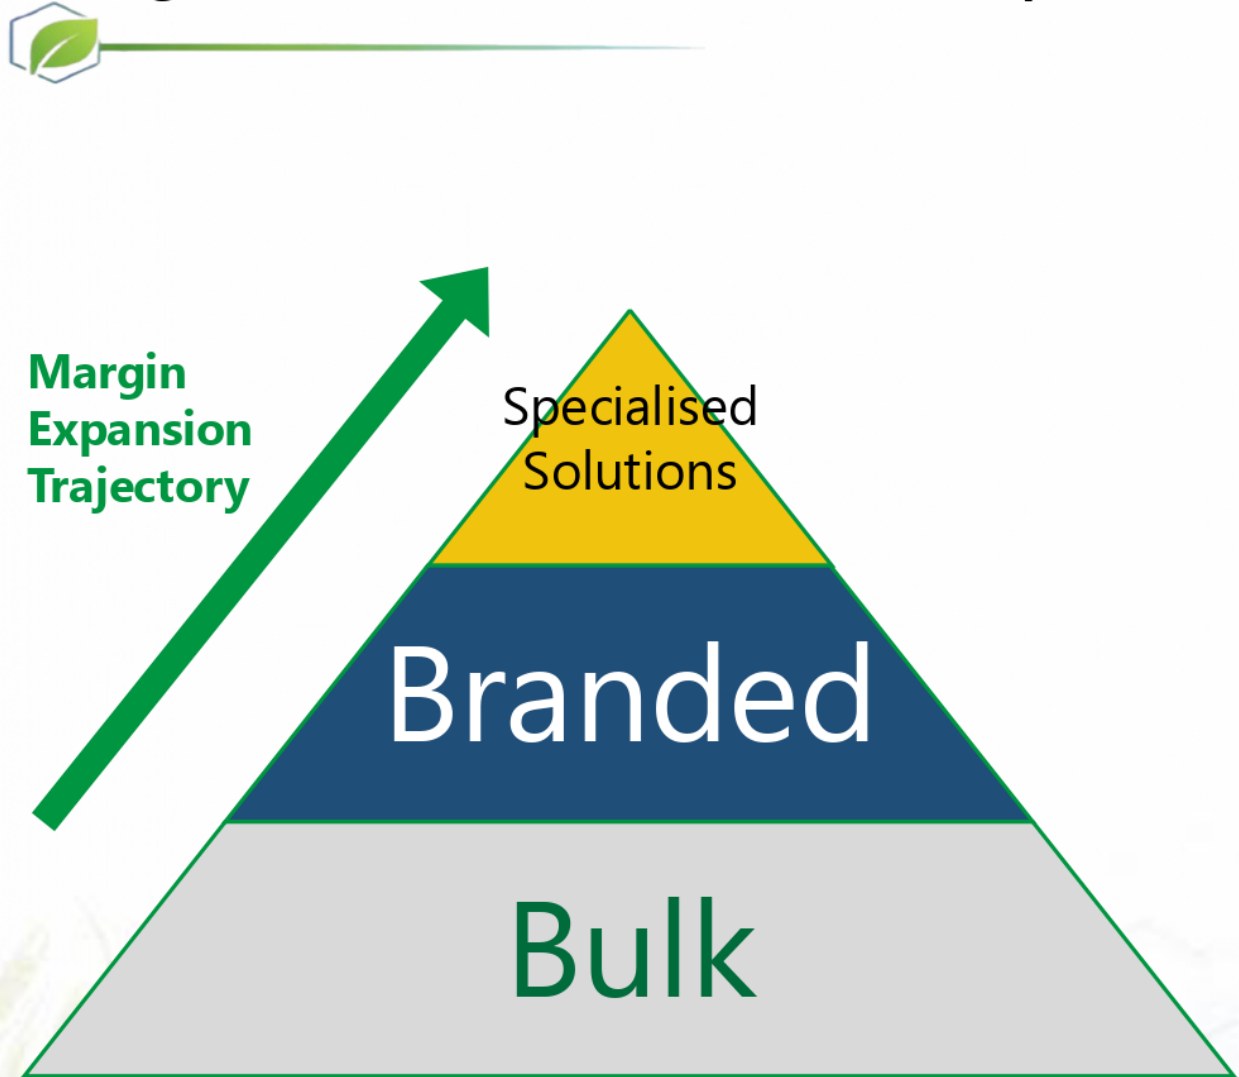 Margin
Expansion
Trajectory
Specialised
Solutions
Branded
Bulk